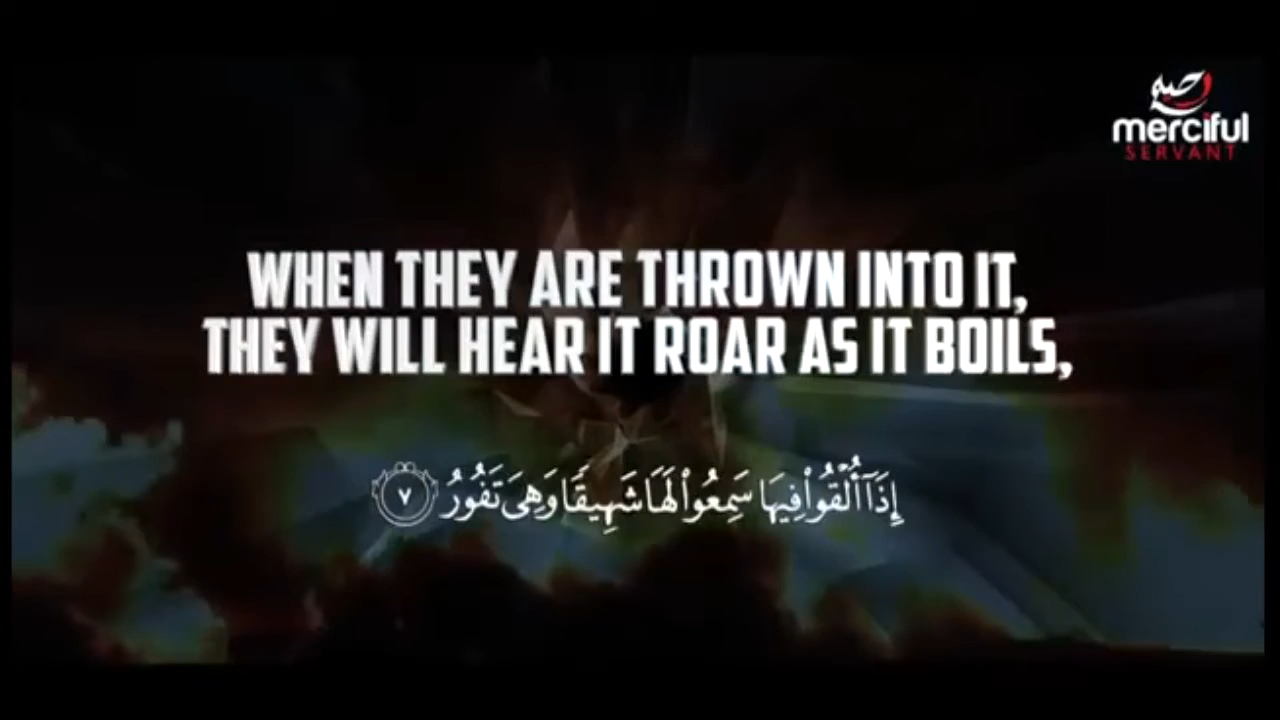 رحيم
merciful
SERVANT
WHEN THEY ARE THROWN INTO IT,
THEY WILL HEAR IT ROAR AS IT BOILS,
إِذَآ أُلْقُوا۟ فِيهَا سَمِعُوا۟ لَهَا شَهِيقًا وَهِىَ تَفُورُ ٧